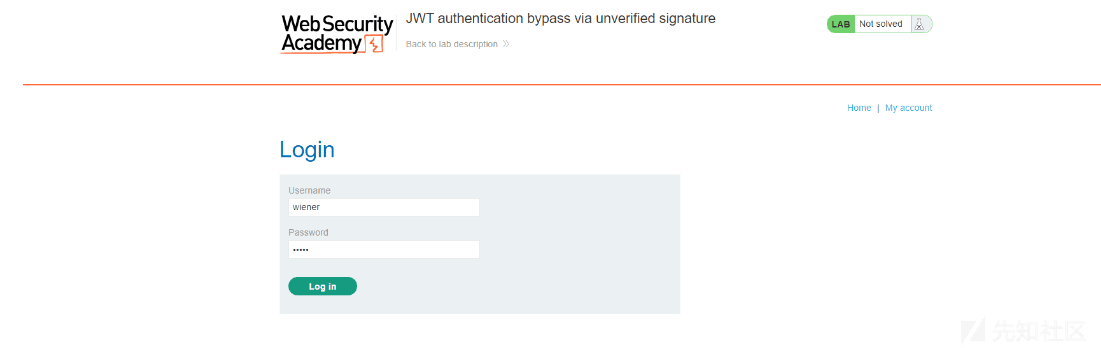 Web Security
Academy
JWT authentication bypass via unverified signature
Back to lab description
LAB Not solved
Home | My account
Login
Username
wiener
Password
•••••
Log in
先知社区